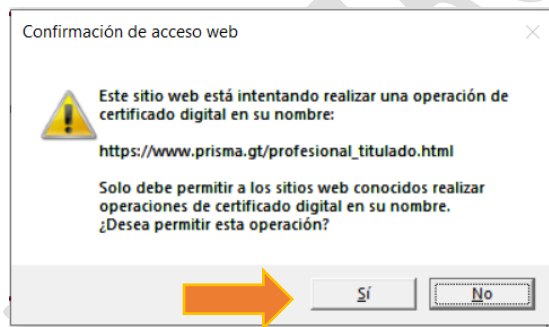 Confirmación de acceso web
Este sitio web está intentando realizar una operación de
certificado digital en su nombre:
https://www.prisma.gt/profesional_titulado.html
Solo debe permitir a los sitios web conocidos realizar
operaciones de certificado digital en su nombre.
¿Desea permitir esta operación?
Sí No